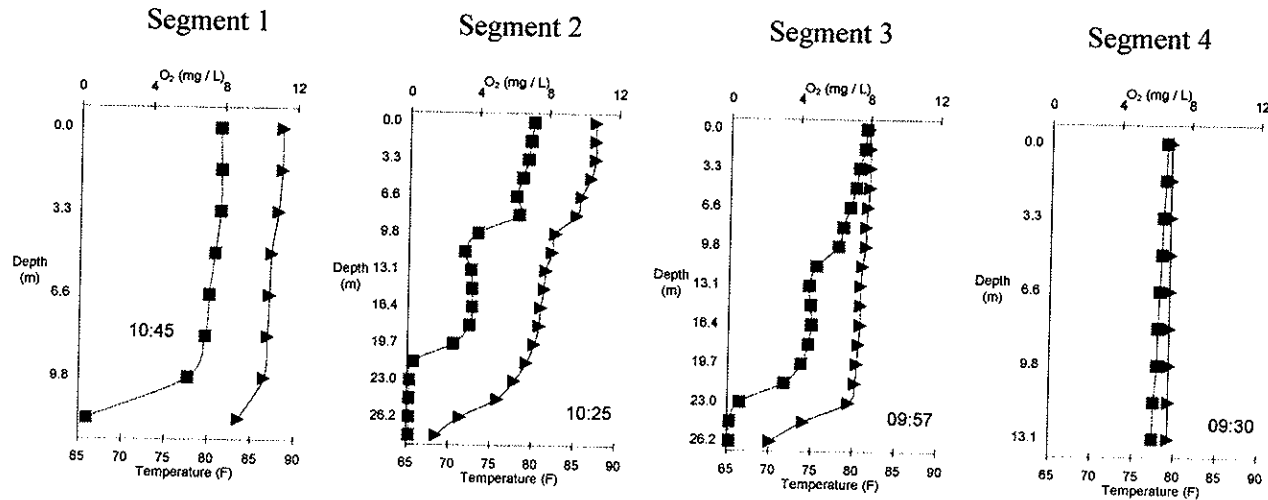 Segment 1
O₂ (mg / L)
0 4 8 12
0.0
3.3
Depth
(m)
6.6
9.8
10:45
65 70 75 80 85 90
Temperature (F)
Segment 2
O₂ (mg / L)
0 4 8 12
0.0
3.3
6.6
9.8
Depth
(m)
13.1
16.4
19.7
23.0
26.2
10:25
65 70 75 80 85 90
Temperature (F)
Segment 3
O₂ (mg / L)
0 4 8 12
0.0
3.3
6.6
9.8
Depth
(m)
13.1
16.4
19.7
23.0
26.2
09:57
65 70 75 80 85 90
Temperature (F)
Segment 4
O₂ (mg / L)
0 4 8 12
0.0
3.3
Depth
(m)
6.6
9.8
13.1
09:30
65 70 75 80 85 90
Temperature (F)